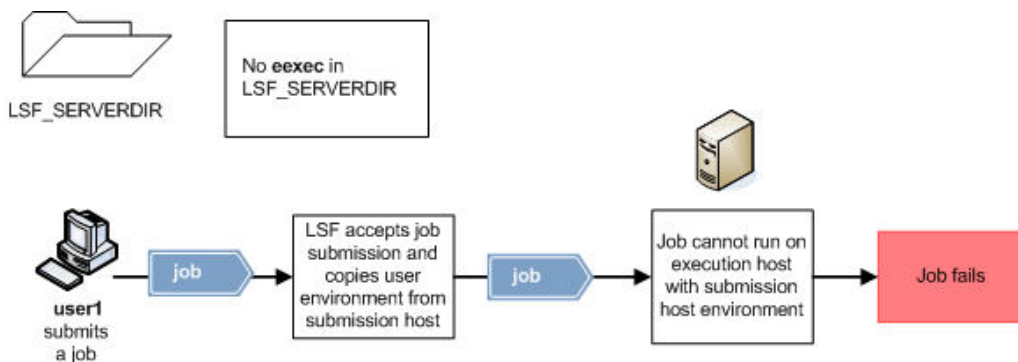 LSF_SERVERDIR
No eexec in
LSF_SERVERDIR
user1
submits
a job
job
LSF accepts job
submission and
copies user
environment from
submission host
job
Job cannot run on
execution host
with submission
host environment
Job fails